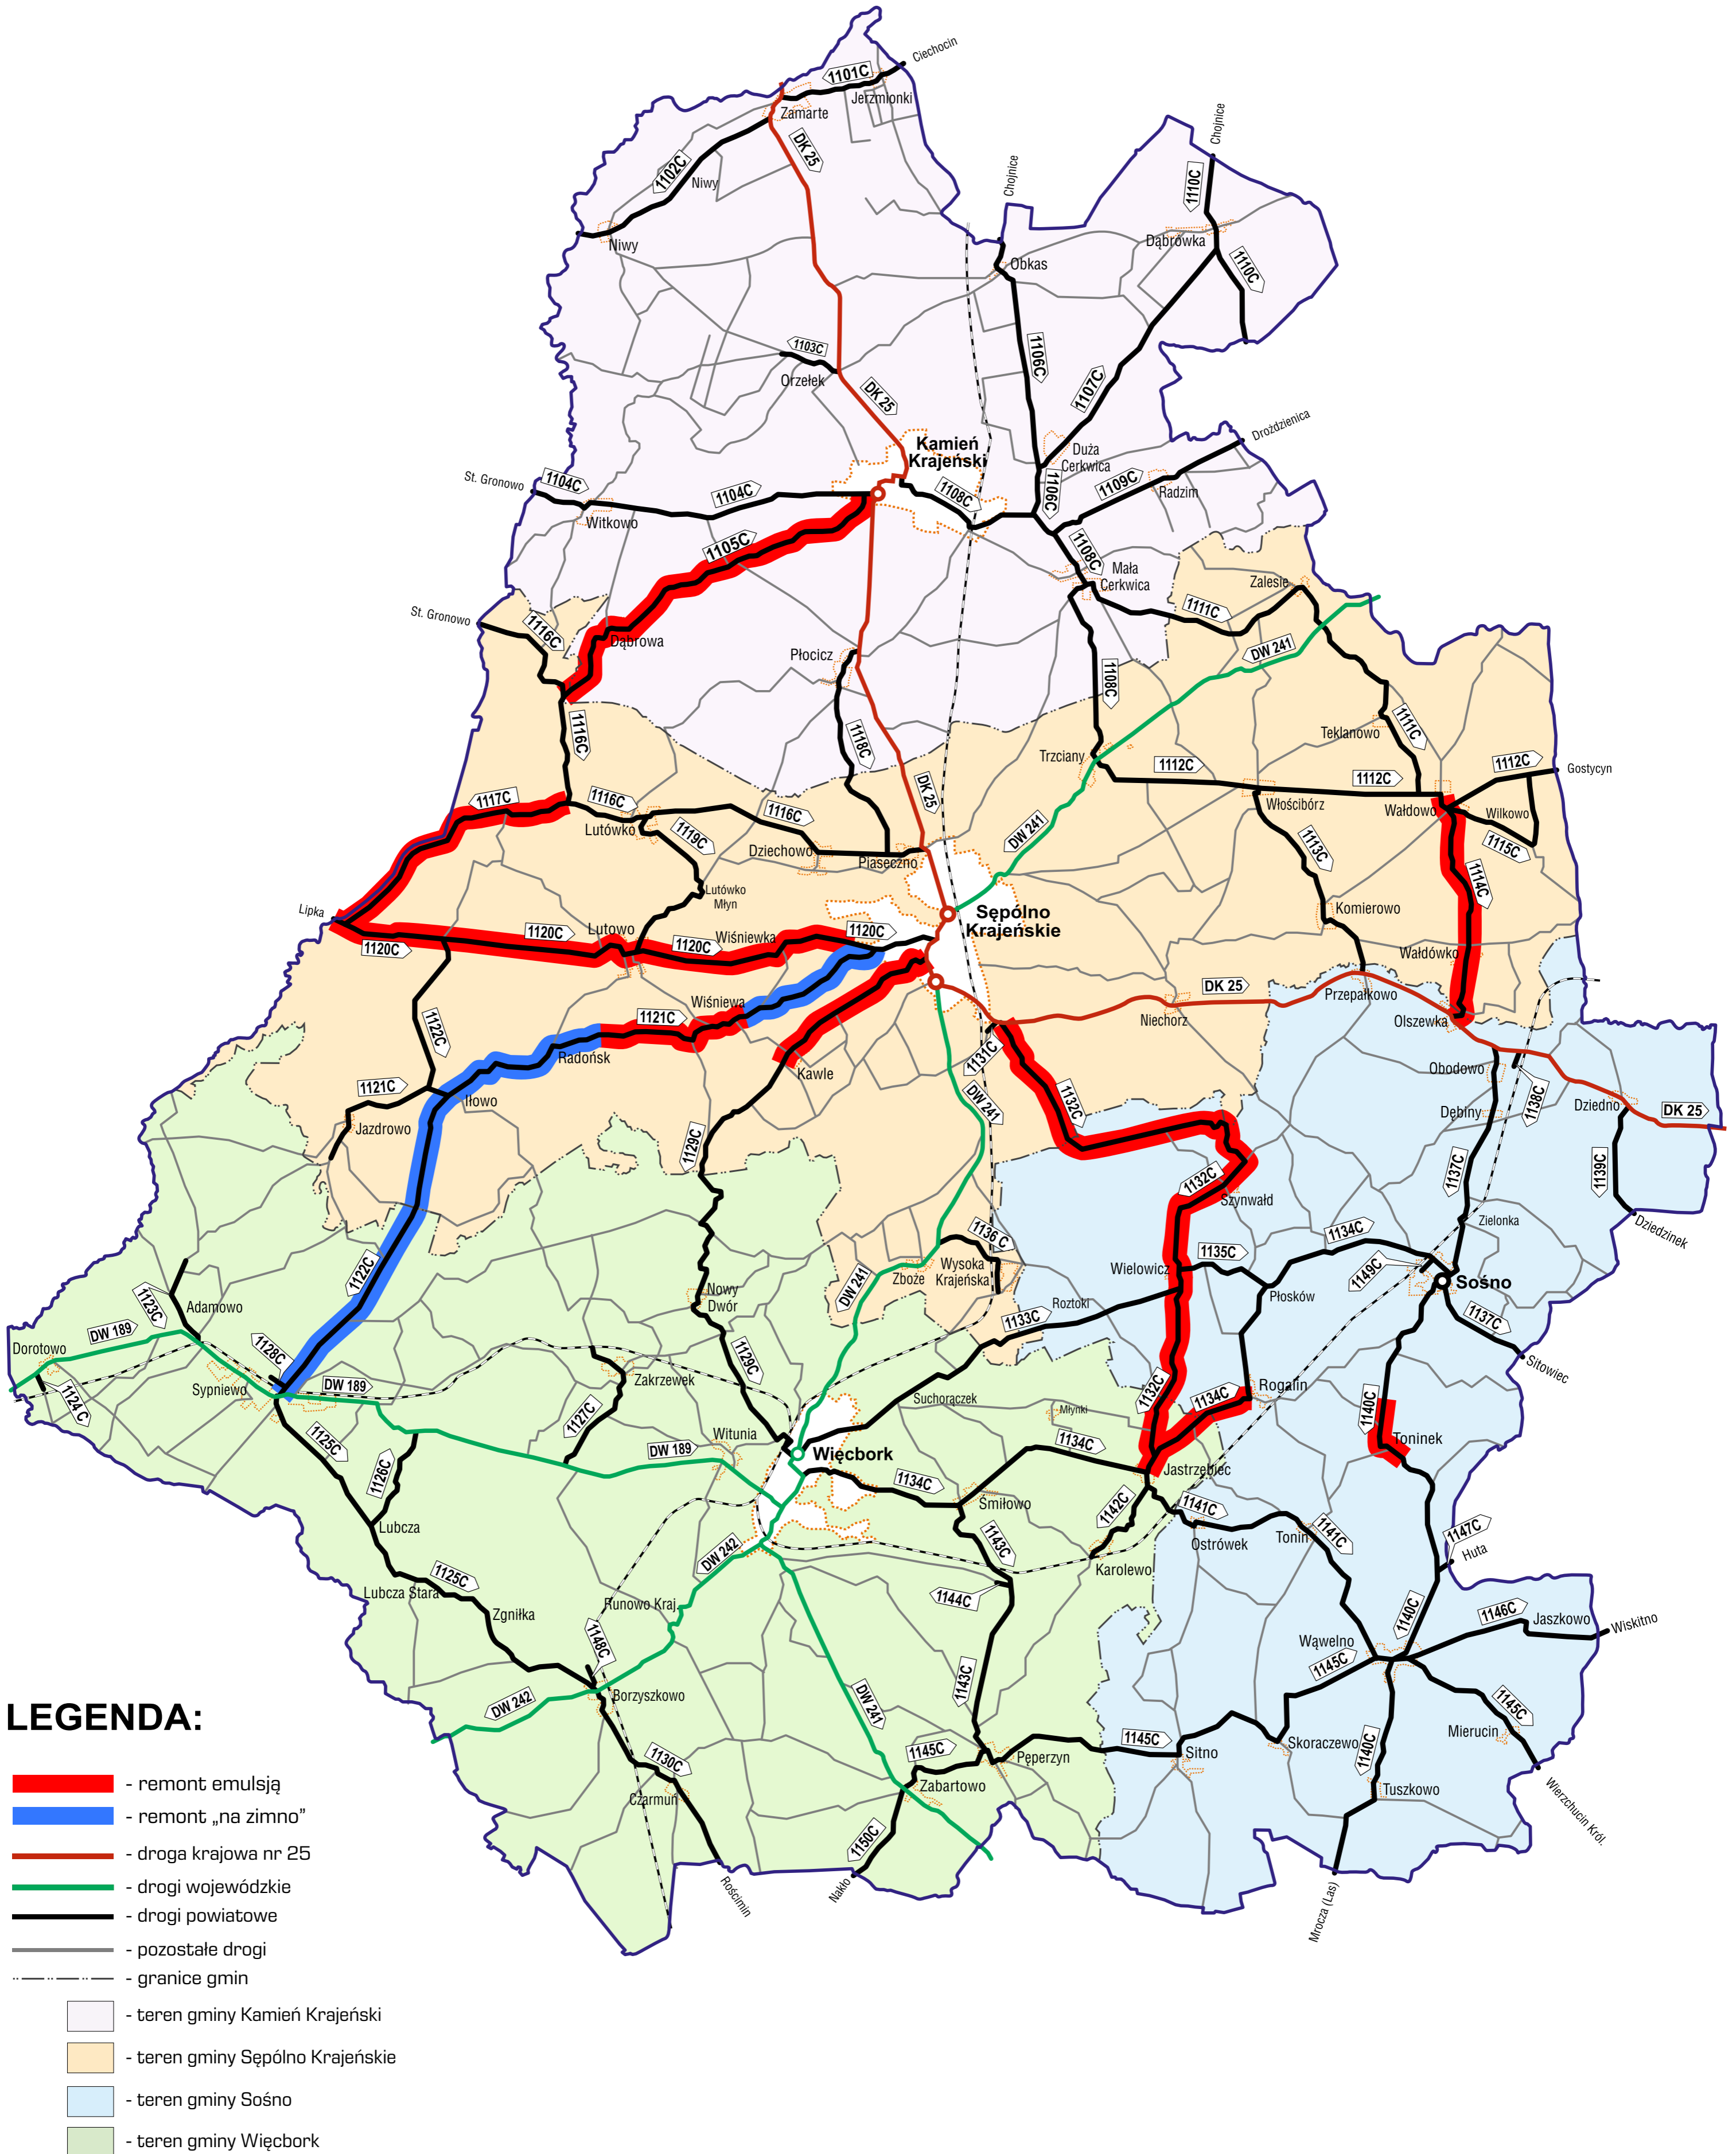 Ciechocin
1101C
Jerzmionki
Zamarte
DK 25
Chojnice
1102C
Niwy
Chojnice
1110C
Niwy
Dąbrówka
Obkas
1110C
1103C
1106C
Orzełek
DK 25
1107C
Kamień
Krajeński
Drożdzienica
Duża
Cerkwica
St. Gronowo
1104C
1104C
1108C
1106C
1109C
Radzim
Witkowo
1105C
1108C
Mała
Cerkwica
Zalesie
St. Gronowo
1116C
1111C
Dąbrowa
Płocicz
DW 241
1108C
1116C
1118C
Teklanowo
1111C
Trzciany
1112C
1112C
1112C
Gostycyn
DK 25
1117C
1116C
1116C
Włościbórz
Wałdowo
Wilkowo
Lutówko
1119C
DW 241
Dziechowo
Piaseczno
1113C
1115C
1114C
Lutówko
Młyn
Lipka
Sępólno
Krajeńskie
Komierowo
1120C
1120C
Lutowo
1120C
Wiśniewka
1120C
Wałdówko
DK 25
Przepałkowo
Wiśniewa
1121C
Niechorz
Olszewka
1122C
Radońsk
1131C
Kawle
Obodowo
1138C
1121C
Iłowo
DW 241
1132C
Dębiny
Dziedno
DK 25
Jazdrowo
1129C
1137C
1139C
1132C
Szynwałd
1136 C
1134C
Zielonka
Dziedzinek
1122C
Zboże
Wysoka
Krajeńska
Wielowicz
1135C
1149C
Sośno
1123C
Adamowo
Nowy
Dwór
DW 241
Roztoki
Płosków
1133C
1137C
Dorotowo
DW 189
1128C
1129C
Sitowiec
Sypniewo
DW 189
Zakrzewek
1124 C
Suchorączek
1132C
1134C
Rogalin
Młynki
1140C
1127C
1125C
Witunia
Toninek
DW 189
Więcbork
1134C
1126C
1134C
Jastrzębiec
Śmiłowo
1142C
1141C
Lubcza
1143C
Ostrówek
Tonin
1141C
1147C
Huta
DW 242
Karolewo
1125C
Lubcza Stara
1144C
Zgniłka
Runowo Kraj.
1140C
1146C
Jaszkowo
Wiskitno
1148C
Wąwelno
1145C
1143C
LEGENDA:
DW 242
Borzyszkowo
DW 241
1145C
Mierucin
1145C
1145C
Sitno
Skoraczewo
1140C
Pęperzyn
1130C
Zabartowo
Czarmuń
Tuszkowo
Wierzchucin Król.
1150C
Nakło
Rościmin
Mrocza (Las)
- remont emulsją
- remont „na zimno”
- droga krajowa nr 25
- drogi wojewódzkie
- drogi powiatowe
- pozostałe drogi
- granice gmin
- teren gminy Kamień Krajeński
- teren gminy Sępólno Krajeńskie
- teren gminy Sośno
- teren gminy Więcbork